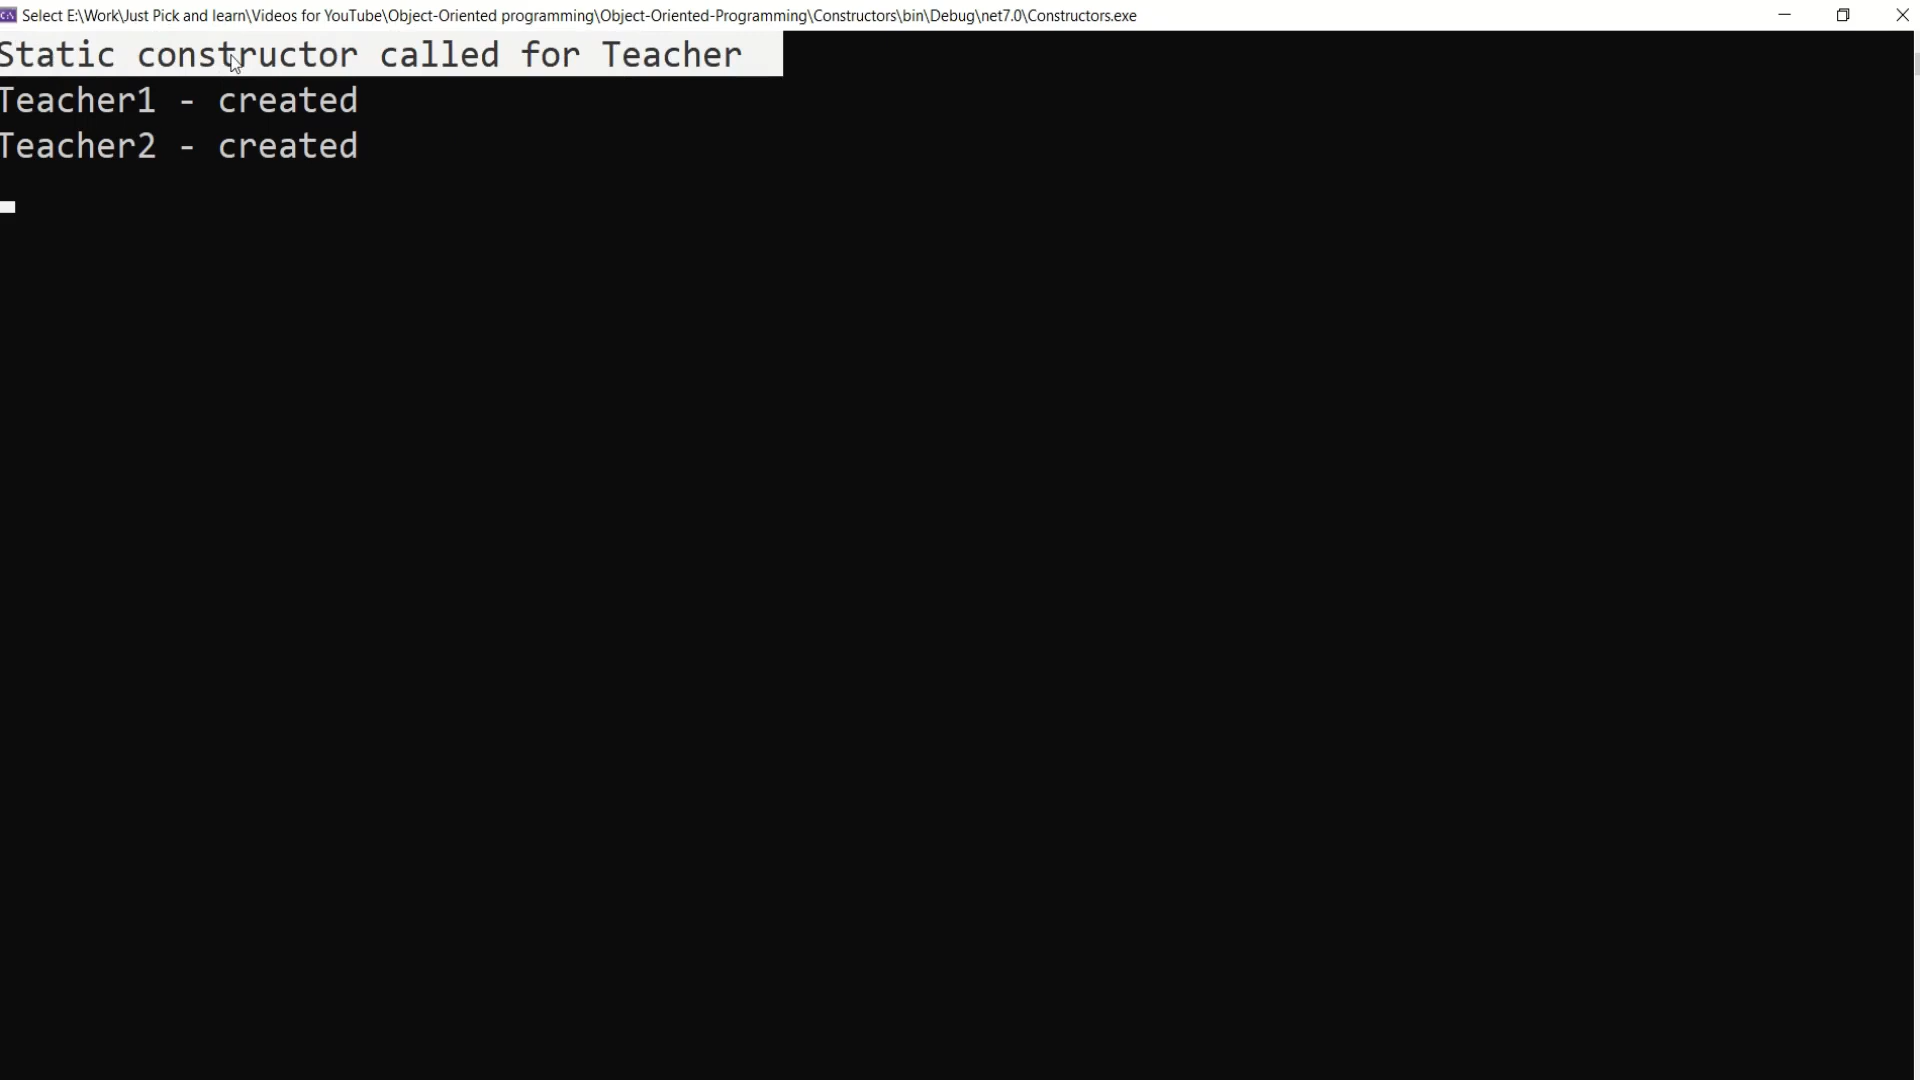 Select E:\Work\Just Pick and learn\Videos for YouTube\Object-Oriented programming\Object-Oriented-Programming\Constructors\bin\Debug\net7.0\Constructors.exe
Static constructor called for Teacher
Teacher1 - created
Teacher2 - created